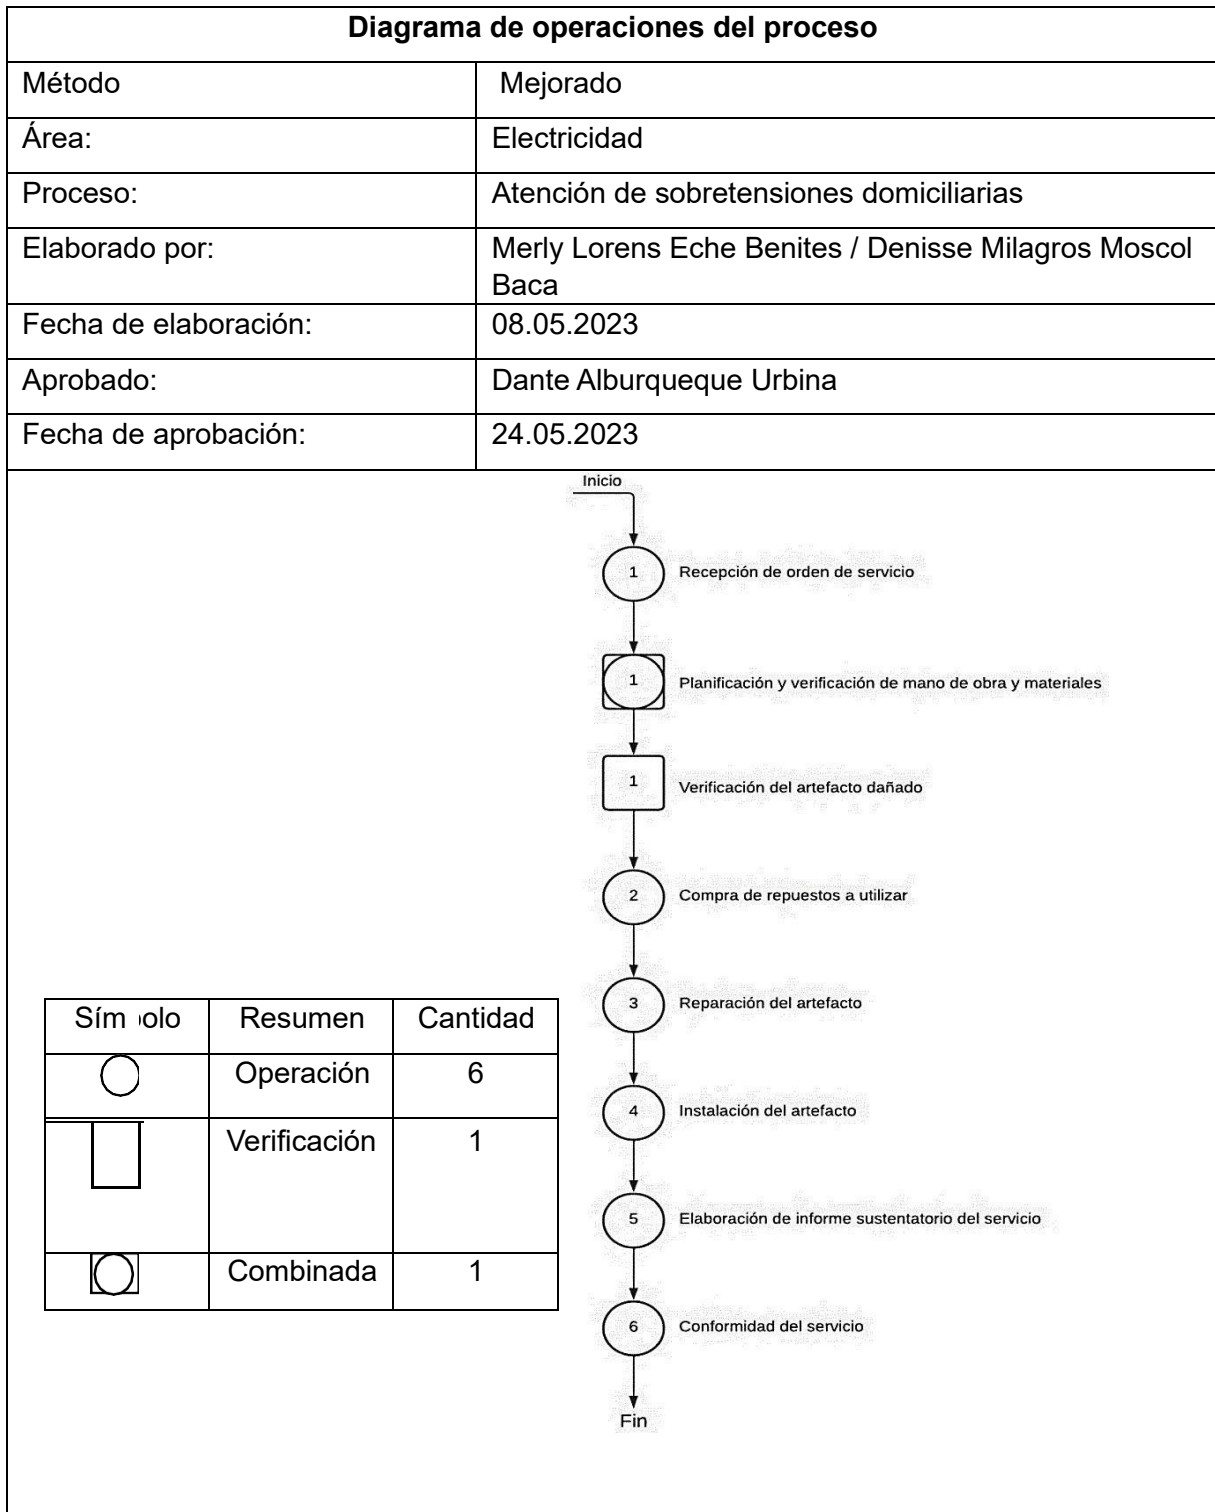 Diagrama de operaciones del proceso
Método Mejorado
Área: Electricidad
Proceso: Atención de sobretensiones domiciliarias
Elaborado por: Merly Lorens Eche Benites / Denisse Milagros Moscol
Baca
Fecha de elaboración: 08.05.2023
Aprobado: Dante Alburqueque Urbina
Fecha de aprobación: 24.05.2023
Inicio
1 Recepción de orden de servicio
1 Planificación y verificación de mano de obra y materiales
1 Verificación del artefacto dañado
2 Compra de repuestos a utilizar
3 Reparación del artefacto
4 Instalación del artefacto
5 Elaboración de informe sustentatorio del servicio
6 Conformidad del servicio
Fin
Símbolo Resumen Cantidad
Operación 6
Verificación 1
Combinada 1